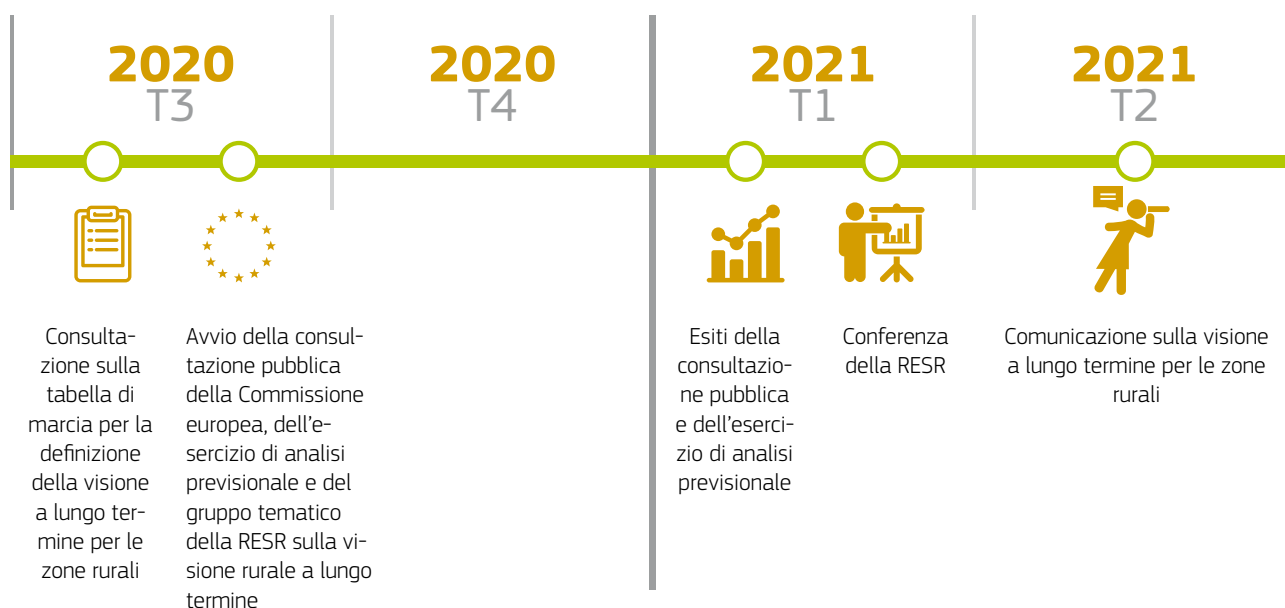 2020
T3
2020
T4
2021
T1
2021
T2
Consulta-
zione sulla
tabella di
marcia per la
definizione
della visione
a lungo ter-
mine per le
zone rurali
Avvio della consul-
tazione pubblica
della Commissione
europea, dell'e-
sercizio di analisi
previsionale e del
gruppo tematico
della RESR sulla vi-
sione rurale a lungo
termine
Esiti della
consultazio-
ne pubblica
e dell'eserci-
zio di analisi
previsionale
Conferenza
della RESR
Comunicazione sulla visione
a lungo termine per le zone
rurali